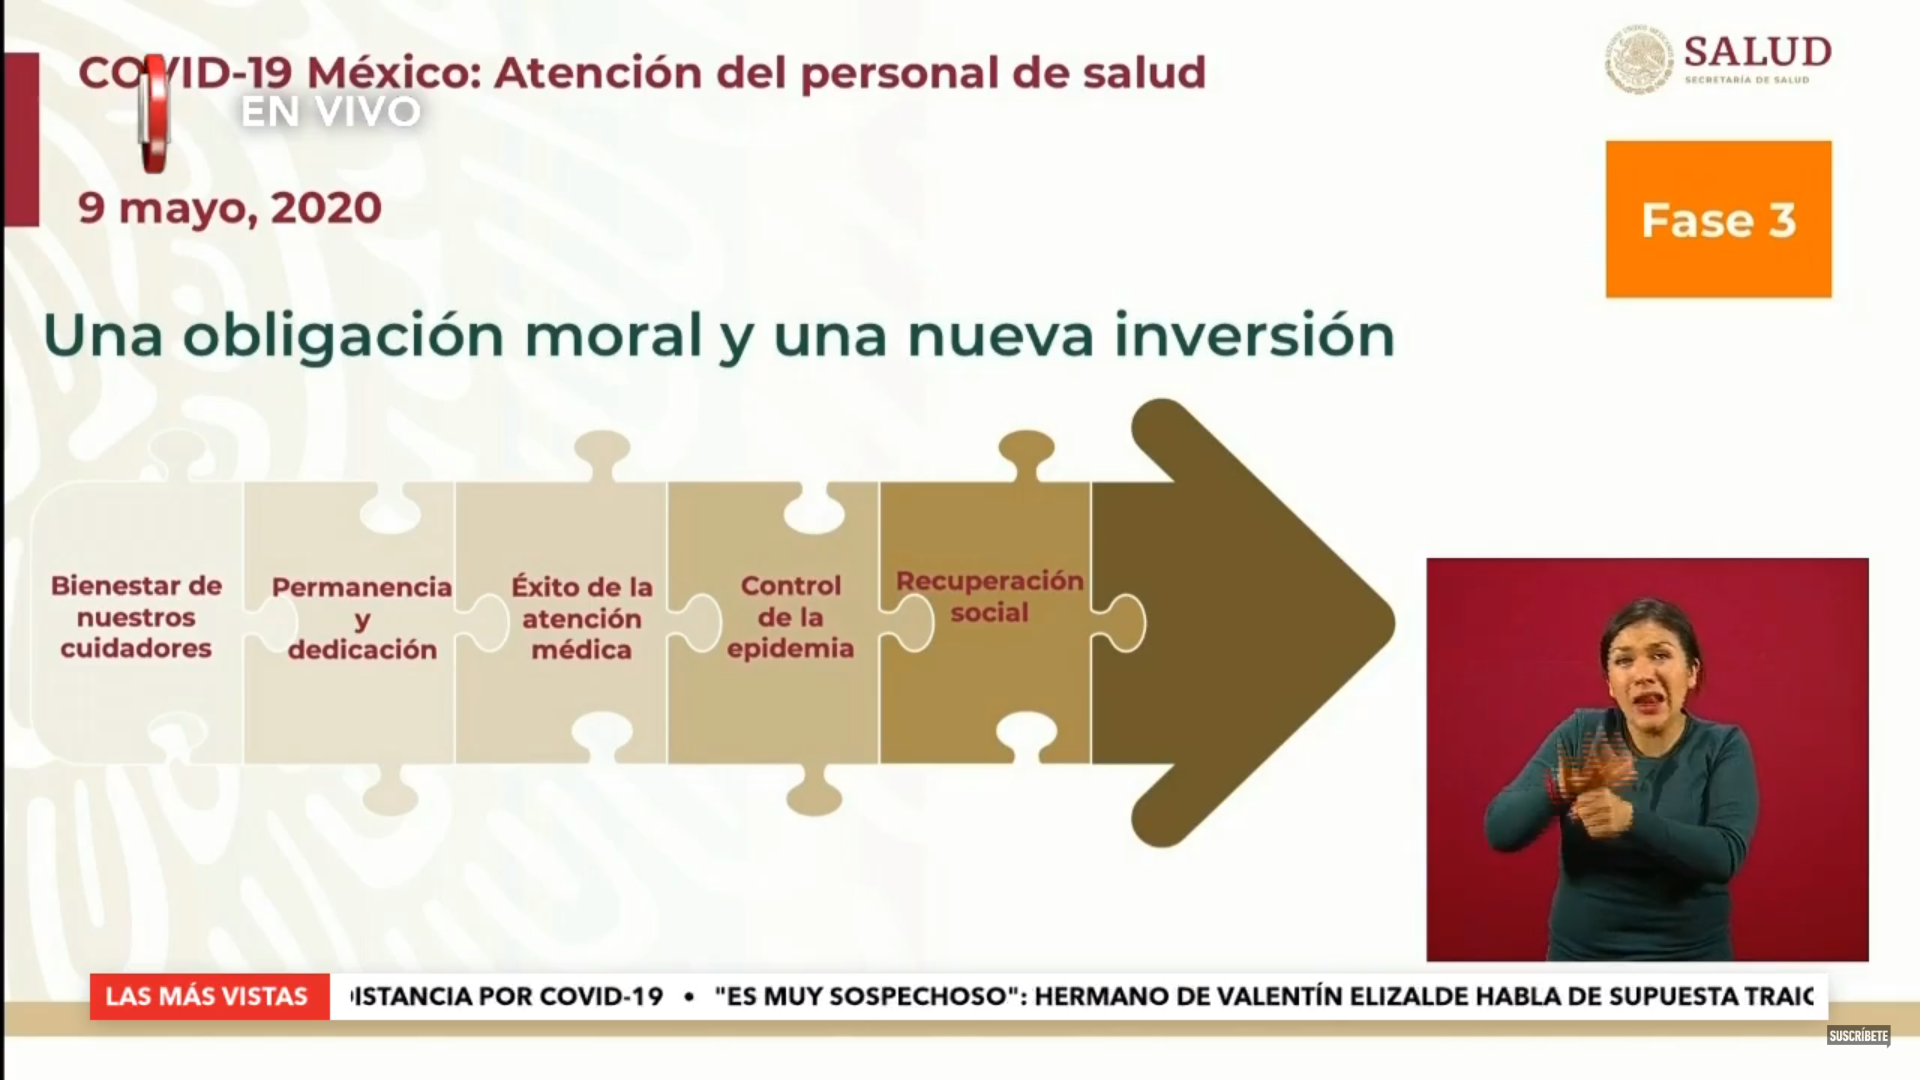 COVID-19 México: Atención del personal de salud
EN VIVO
9 mayo, 2020
SALUD
SECRETARÍA DE SALUD
Fase 3
Una obligación moral y una nueva inversión
Bienestar de
nuestros
cuidadores
Permanencia
y
dedicación
Éxito de la
atención
médica
Control
de la
epidemia
Recuperación
social
LAS MÁS VISTAS
ISTANCIA POR COVID-19 • "ES MUY SOSPECHOSO": HERMANO DE VALENTÍN ELIZALDE HABLA DE SUPUESTA TRAIC
SUSCRÍBETE